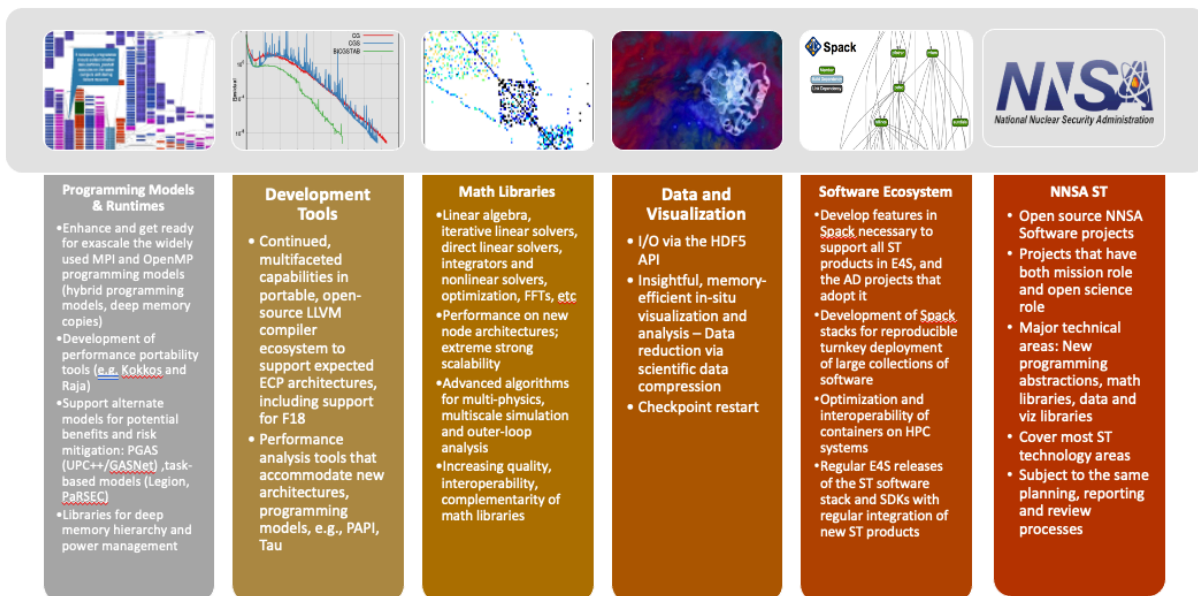 CG
CGS
BiCGSTAB
Spack
NNSA
National Nuclear Security Administration
Programming Models
& Runtimes
•Enhance and get ready
for exascale the widely
used MPI and OpenMP
programming models
(hybrid programming
models, deep memory
copies)
•Development of
performance portability
tools (e.g. Kokkos and
Raja)
•Support alternate
models for potential
benefits and risk
mitigation: PGAS
(UPC++/GASNet) ,task-
based models (Legion,
PaRSEC)
•Libraries for deep
memory hierarchy and
power management
Development
Tools
• Continued,
multifaceted
capabilities in
portable, open-
source LLVM
compiler
ecosystem to
support expected
ECP architectures,
including support
for F18
• Performance
analysis tools that
accommodate new
architectures,
programming
models, e.g., PAPI,
Tau
Math Libraries
•Linear algebra,
iterative linear solvers,
direct linear solvers,
integrators and
nonlinear solvers,
optimization, FFTs, etc
•Performance on new
node architectures;
extreme strong
scalability
•Advanced algorithms
for multi-physics,
multiscale simulation
and outer-loop
analysis
•Increasing quality,
interoperability,
complementarity of
math libraries
Data and
Visualization
• I/O via the HDF5
API
• Insightful, memory-
efficient in-situ
visualization and
analysis – Data
reduction via
scientific data
compression
• Checkpoint restart
Software Ecosystem
•Develop features in
Spack necessary to
support all ST
products in E4S, and
the AD projects that
adopt it
•Development of Spack
stacks for reproducible
turnkey deployment
of large collections of
software
•Optimization and
interoperability of
containers on HPC
systems
•Regular E4S releases
of the ST software
stack and SDKs with
regular integration of
new ST products
NNSA ST
• Open source NNSA
Software projects
• Projects that have
both mission role
and open science
role
• Major technical
areas: New
programming
abstractions, math
libraries, data and
viz libraries
• Cover most ST
technology areas
• Subject to the same
planning, reporting
and review
processes